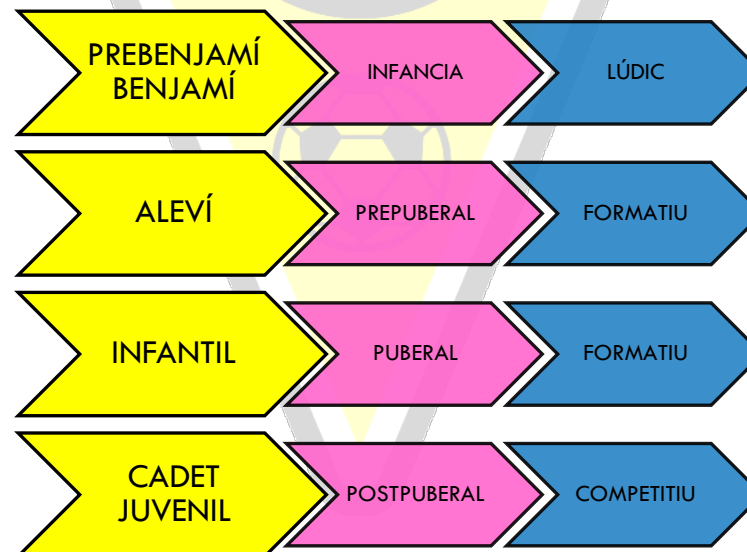 PREBENJAMÍ
BENJAMÍ
INFANCIA
LÚDIC
ALEVÍ
PREPUBERAL
FORMATIU
INFANTIL
PUBERAL
FORMATIU
CADET
JUVENIL
POSTPUBERAL
COMPETITIU